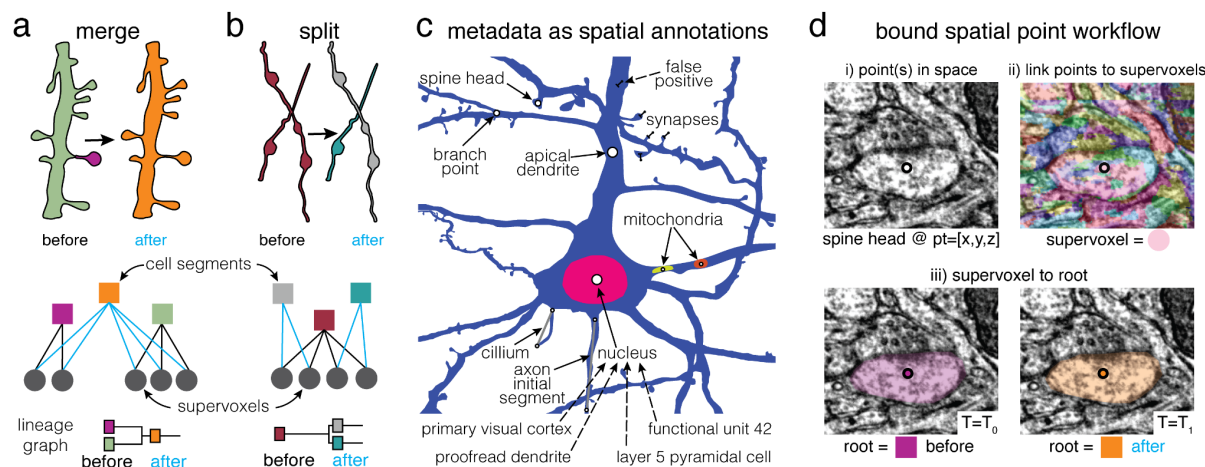 a merge
before after
b split
before after
cell segments
supervoxels
lineage
graph
before after
before after
c metadata as spatial annotations
spine head
false
positive
synapses
branch
point
apical
dendrite
mitochondria
cillium
axon
initial
segment
nucleus
primary visual cortex
functional unit 42
proofread dendrite
layer 5 pyramidal cell
d bound spatial point workflow
i) point(s) in space
ii) link points to supervoxels
spine head @ pt=[x,y,z]
supervoxel =
iii) supervoxel to root
T=T0
T=T1
root = before
root = after